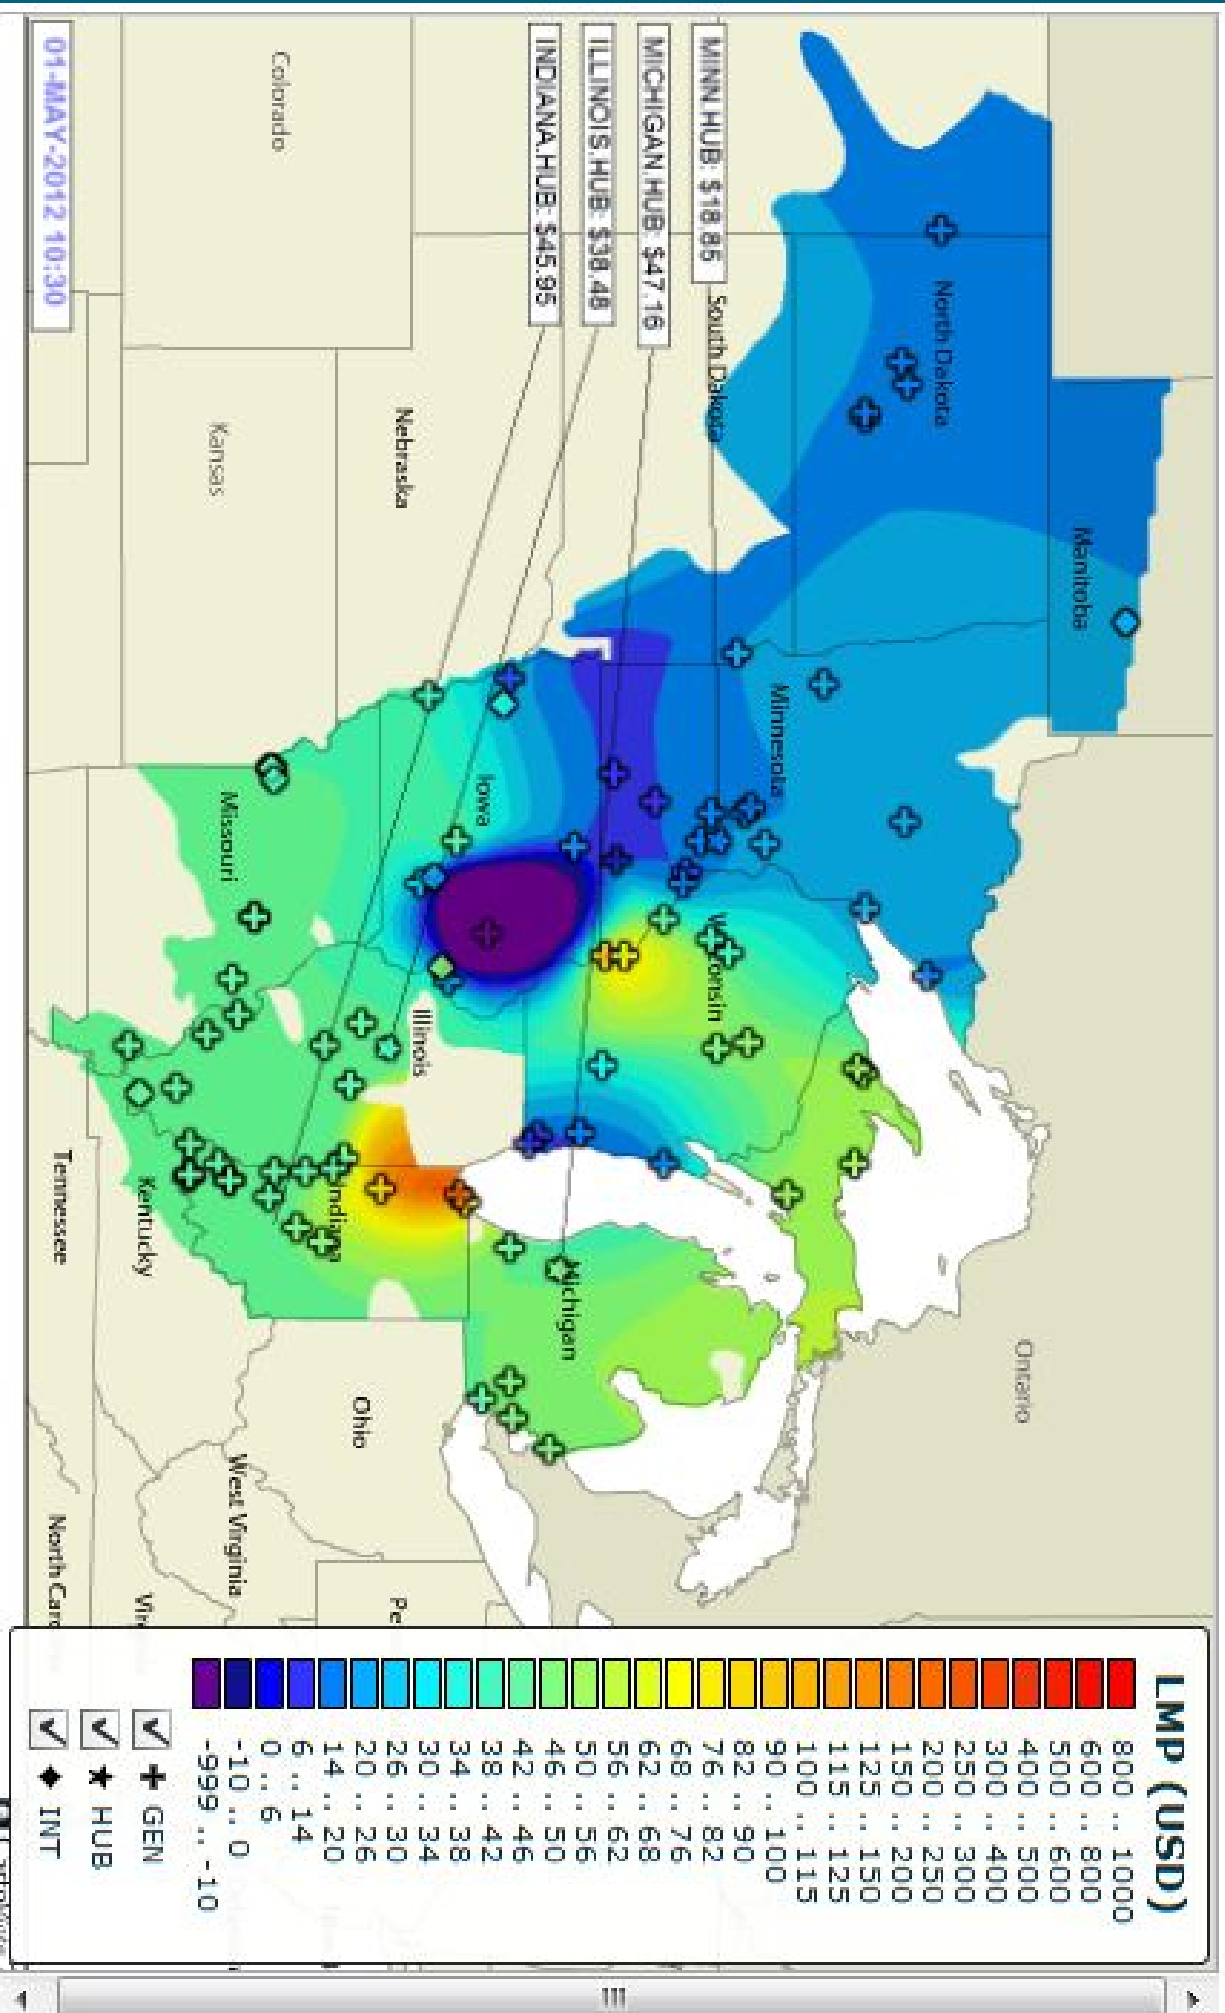 MINN.HUB: $18.85
MICHIGAN.HUB: $47.16
ILLINOIS.HUB: $38.48
INDIANA.HUB: $45.95
Manitoba
Ontario
North Dakota
South Dakota
Minnesota
Wisconsin
Michigan
Nebraska
Iowa
Illinois
Indiana
Ohio
Colorado
Kansas
Missouri
Kentucky
West Virginia
Tennessee
North Car
Vir
Pe
01-MAY-2012 10:30
LMP (USD)
800 .. 1000
600 .. 800
500 .. 600
400 .. 500
300 .. 400
250 .. 300
200 .. 250
150 .. 200
125 .. 150
115 .. 125
100 .. 115
90 .. 100
82 .. 90
76 .. 82
68 .. 76
62 .. 68
56 .. 62
50 .. 56
46 .. 50
42 .. 46
38 .. 42
34 .. 38
30 .. 34
26 .. 30
20 .. 26
14 .. 20
6 .. 14
0 .. 6
-10 .. 0
-999 .. -10
GEN
HUB
INT